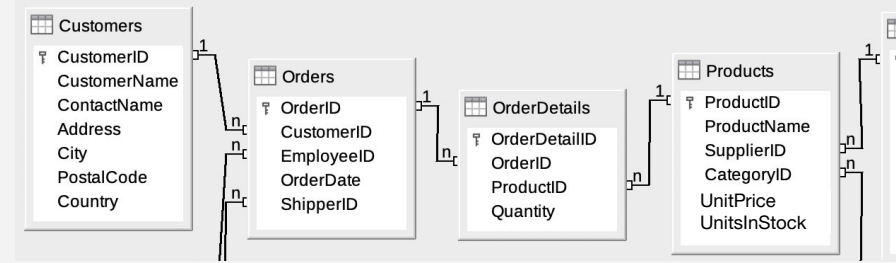 Customers
CustomerID
CustomerName
ContactName
Address
City
PostalCode
Country
1
n
n
n
Orders
OrderID
CustomerID
EmployeeID
OrderDate
ShipperID
1
n
OrderDetails
OrderDetailID
OrderID
ProductID
Quantity
1
n
Products
ProductID
ProductName
SupplierID
CategoryID
UnitPrice
UnitsInStock
1
n
n